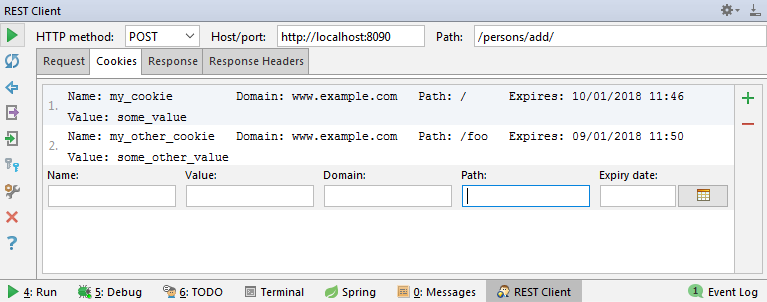 REST Client
HTTP method: POST Host/port: http://localhost:8090 Path: /persons/add/
Request Cookies Response Response Headers
1. Name: my_cookie Domain: www.example.com Path: / Expires: 10/01/2018 11:46
Value: some_value
2. Name: my_other_cookie Domain: www.example.com Path: /foo Expires: 09/01/2018 11:50
Value: some_other_value
Name: Value: Domain: Path: Expiry date:
4: Run 5: Debug 6: TODO Terminal Spring 0: Messages REST Client 1 Event Log